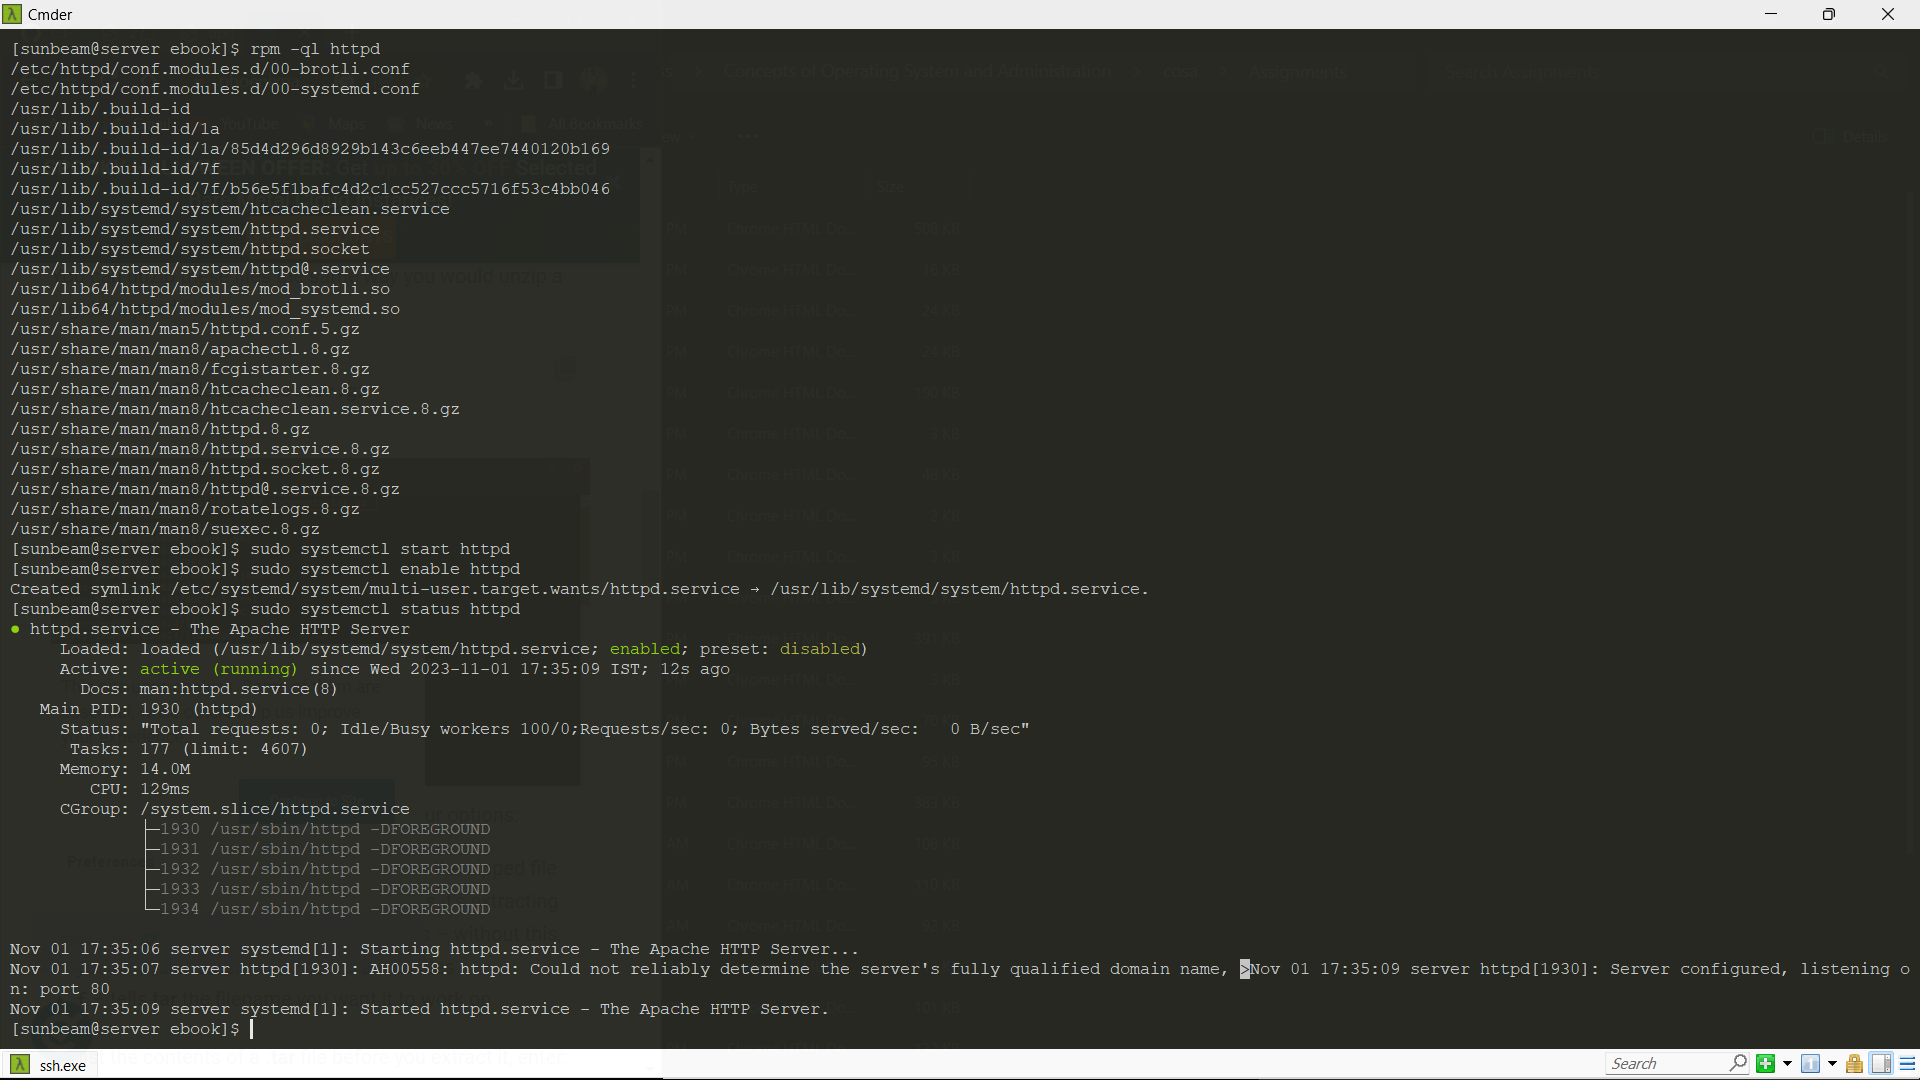 Cmder
[sunbeam@server ebook]$ rpm -ql httpd
/etc/httpd/conf.modules.d/00-brotli.conf
/etc/httpd/conf.modules.d/00-systemd.conf
/usr/lib/.build-id
/usr/lib/.build-id/1a
/usr/lib/.build-id/1a/85d4d296d8929b143c6eeb447ee7440120b169
/usr/lib/.build-id/7f
/usr/lib/.build-id/7f/b56e5f1bafc4d2c1cc527ccc5716f53c4bb046
/usr/lib/systemd/system/htcacheclean.service
/usr/lib/systemd/system/httpd.service
/usr/lib/systemd/system/httpd.socket
/usr/lib/systemd/system/httpd@.service
/usr/lib64/httpd/modules/mod_brotli.so
/usr/lib64/httpd/modules/mod_systemd.so
/usr/share/man/man5/httpd.conf.5.gz
/usr/share/man/man8/apachectl.8.gz
/usr/share/man/man8/fcgistarter.8.gz
/usr/share/man/man8/htcacheclean.8.gz
/usr/share/man/man8/htcacheclean.service.8.gz
/usr/share/man/man8/httpd.8.gz
/usr/share/man/man8/httpd.service.8.gz
/usr/share/man/man8/httpd.socket.8.gz
/usr/share/man/man8/httpd@.service.8.gz
/usr/share/man/man8/rotatelogs.8.gz
/usr/share/man/man8/suexec.8.gz
[sunbeam@server ebook]$ sudo systemctl start httpd
[sunbeam@server ebook]$ sudo systemctl enable httpd
Created symlink /etc/systemd/system/multi-user.target.wants/httpd.service → /usr/lib/systemd/system/httpd.service.
[sunbeam@server ebook]$ sudo systemctl status httpd
● httpd.service - The Apache HTTP Server
Loaded: loaded (/usr/lib/systemd/system/httpd.service; enabled; preset: disabled)
Active: active (running) since Wed 2023-11-01 17:35:09 IST; 12s ago
Docs: man:httpd.service(8)
Main PID: 1930 (httpd)
Status: "Total requests: 0; Idle/Busy workers 100/0;Requests/sec: 0; Bytes served/sec:   0 B/sec"
Tasks: 177 (limit: 4607)
Memory: 14.0M
CPU: 129ms
CGroup: /system.slice/httpd.service
├─1930 /usr/sbin/httpd -DFOREGROUND
├─1931 /usr/sbin/httpd -DFOREGROUND
├─1932 /usr/sbin/httpd -DFOREGROUND
├─1933 /usr/sbin/httpd -DFOREGROUND
└─1934 /usr/sbin/httpd -DFOREGROUND
Nov 01 17:35:06 server systemd[1]: Starting httpd.service - The Apache HTTP Server...
Nov 01 17:35:07 server httpd[1930]: AH00558: httpd: Could not reliably determine the server's fully qualified domain name, >Nov 01 17:35:09 server httpd[1930]: Server configured, listening o
n: port 80
Nov 01 17:35:09 server systemd[1]: Started httpd.service - The Apache HTTP Server.
[sunbeam@server ebook]$
ssh.exe
Search